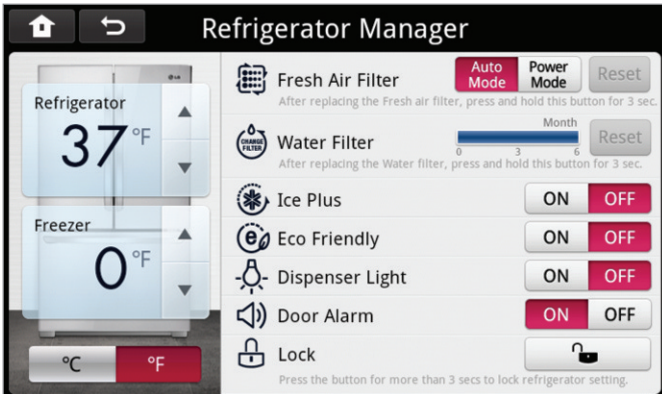 Refrigerator Manager
Refrigerator
37 °F
Freezer
0 °F
°C °F
Fresh Air Filter Auto Mode Power Mode Reset
After replacing the Fresh air filter, press and hold this button for 3 sec.
Water Filter Month Reset
CHANGE FILTER
0 3 6
After replacing the Water filter, press and hold this button for 3 sec.
Ice Plus ON OFF
e Eco Friendly ON OFF
Dispenser Light ON OFF
Door Alarm ON OFF
Lock
Press the button for more than 3 secs to lock refrigerator setting.